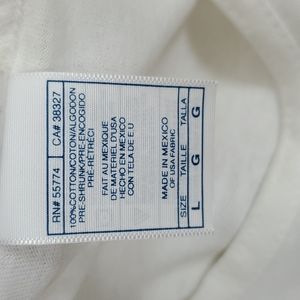 RN# 55774 CA# 38327
100%COTTON/COTON/ALGODON
PRE-SHRUNK/PRE-ENCOGIDO
PRÉ-RÉTRÉCI
FAIT AU MEXIQUE
DE MATERIEL D'USA
HECHO EN MEXICO
CON TELA DE E.U
MADE IN MEXICO
OF USA FABRIC
SIZE TAILLE TALLA
L G G